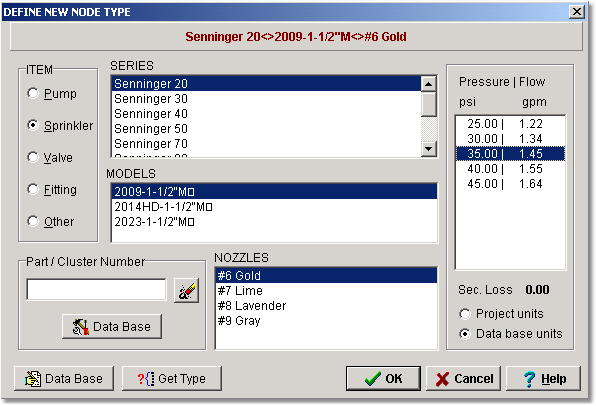 DEFINE NEW NODE TYPE
Senninger 20<>2009-1-1/2"M<>#6 Gold
ITEM
Pump
Sprinkler
Valve
Fitting
Other
SERIES
Senninger 20
Senninger 30
Senninger 40
Senninger 50
Senninger 70
MODELS
2009-1-1/2"M▯
2014HD-1-1/2"M▯
2023-1-1/2"M▯
Part / Cluster Number
Data Base
NOZZLES
#6 Gold
#7 Lime
#8 Lavender
#9 Gray
Pressure | Flow
psi gpm
25.00 | 1.22
30.00 | 1.34
35.00 | 1.45
40.00 | 1.55
45.00 | 1.64
Sec. Loss 0.00
Project units
Data base units
Data Base
Get Type
OK
Cancel
Help